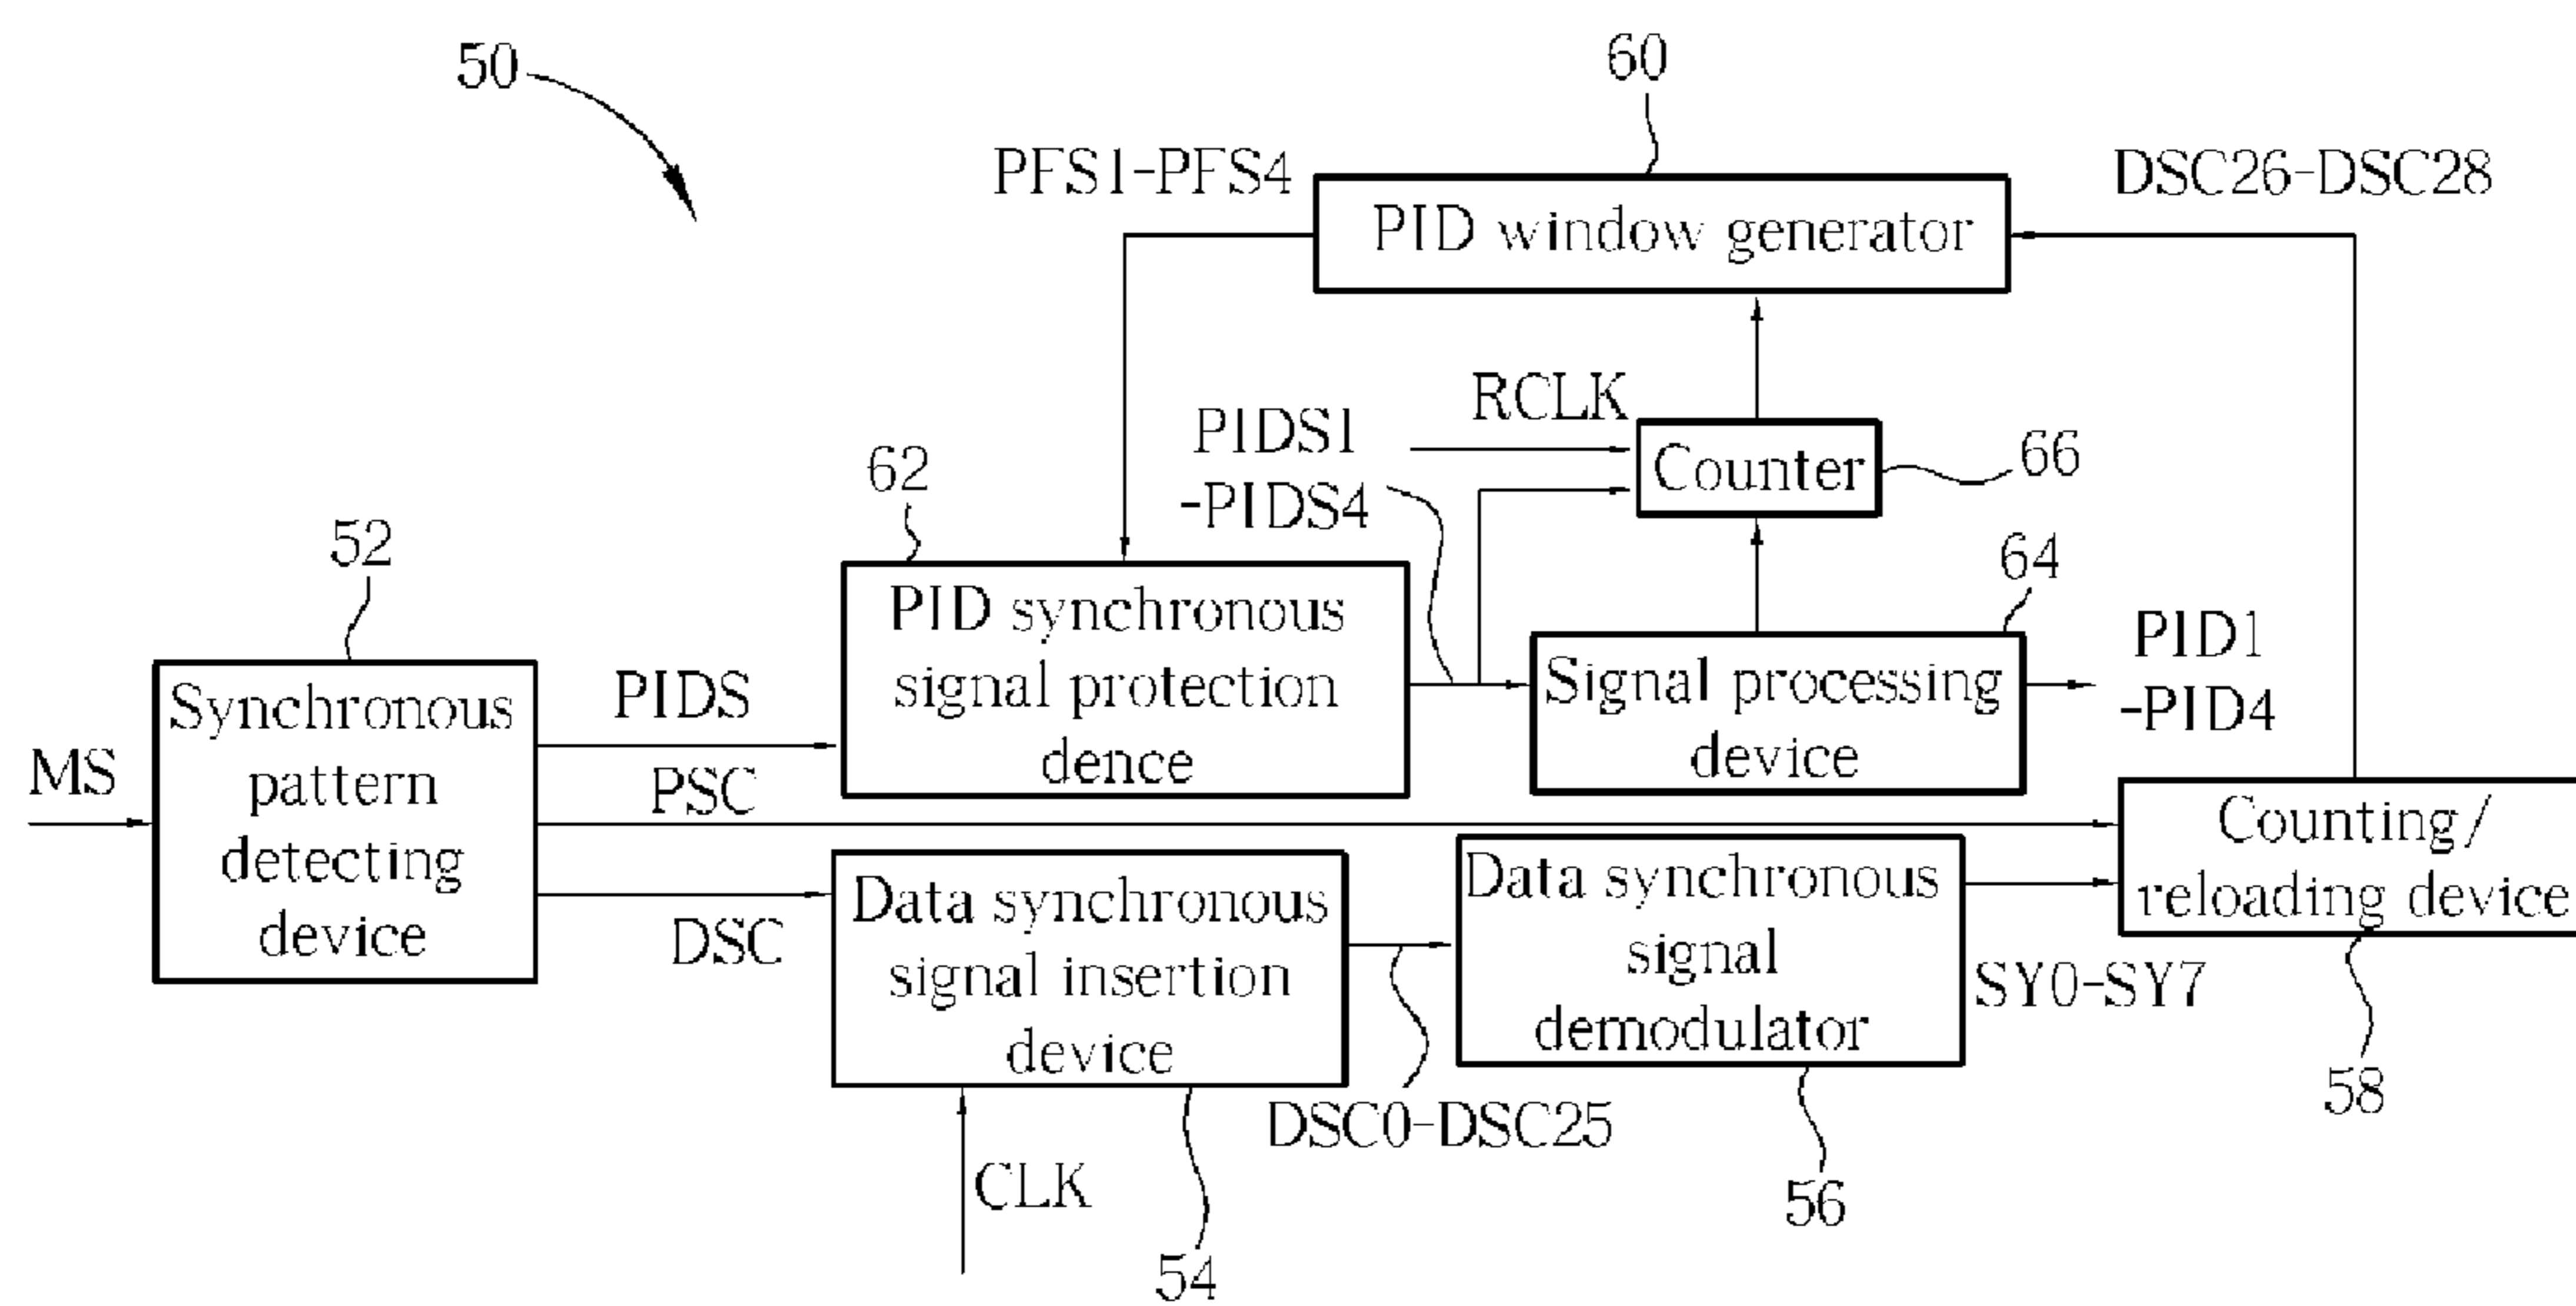 50
60
PFS1-PFS4
DSC26-DSC28
PID window generator
RCLK
PIDS1
-PIDS4
62
Counter
66
52
64
PID synchronous
signal protection
dence
PID1
-PID4
Signal processing
device
PIDS
Synchronous
pattern
detecting
device
MS
PSC
Counting/
reloading device
DSC
Data synchronous
signal insertion
device
Data synchronous
signal
demodulator
SY0-SY7
58
DSC0-DSC25
CLK
56
54